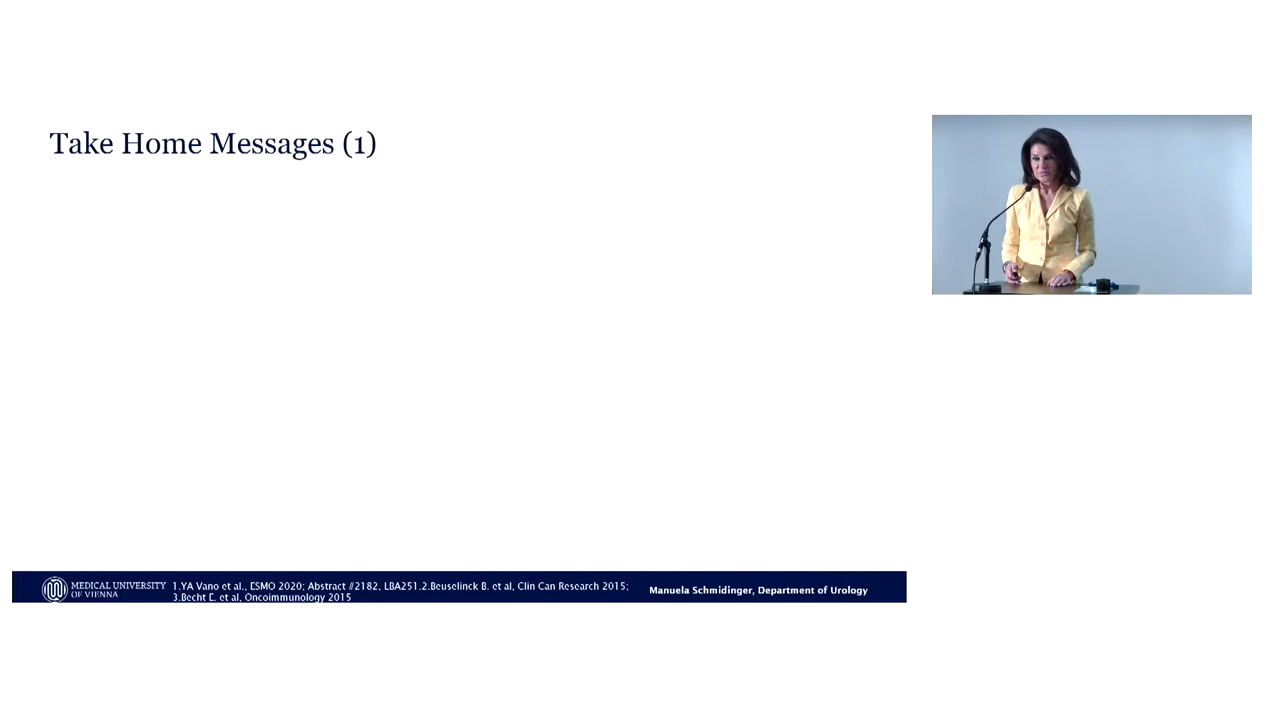 Take Home Messages (1)
MEDICAL UNIVERSITY
OF VIENNA
1.YA Vano et al., ESMO 2020; Abstract #2182, LBA251.2.Beuselinck B. et al, Clin Can Research 2015;
3.Becht E. et al, Oncoimmunology 2015
Manuela Schmidinger, Department of Urology